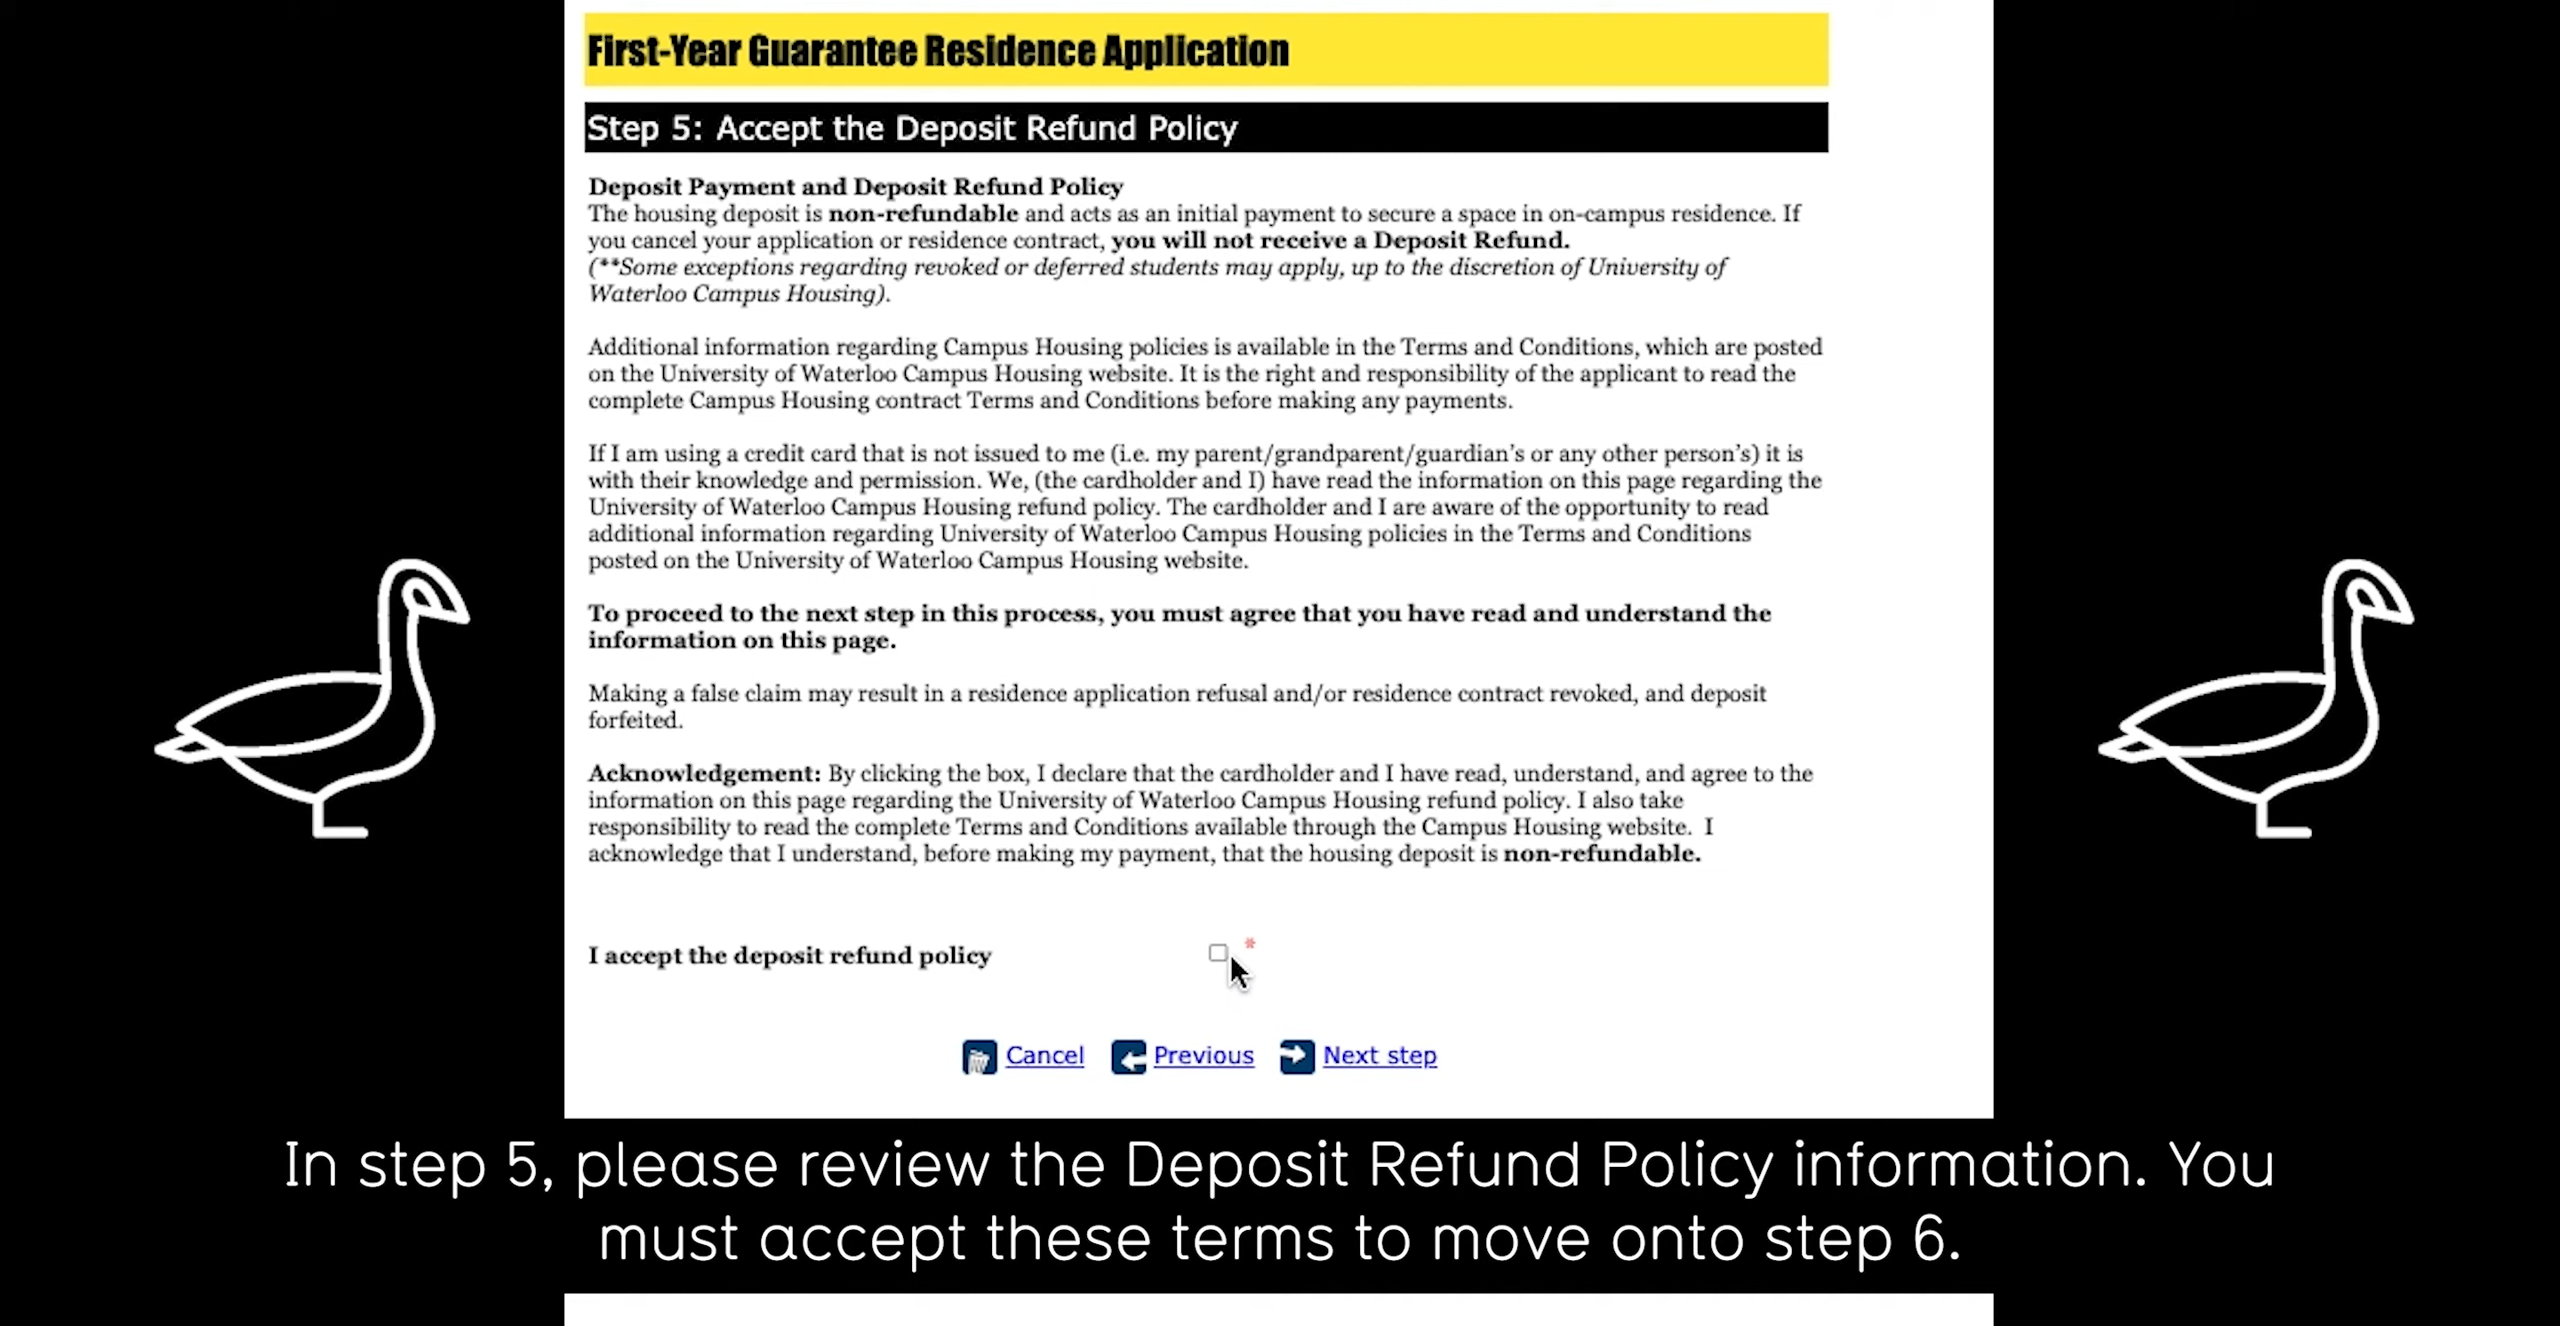 First-Year Guarantee Residence Application
Step 5: Accept the Deposit Refund Policy
Deposit Payment and Deposit Refund Policy
The housing deposit is non-refundable and acts as an initial payment to secure a space in on-campus residence. If
you cancel your application or residence contract, you will not receive a Deposit Refund.
(**Some exceptions regarding revoked or deferred students may apply, up to the discretion of University of
Waterloo Campus Housing).
Additional information regarding Campus Housing policies is available in the Terms and Conditions, which are posted
on the University of Waterloo Campus Housing website. It is the right and responsibility of the applicant to read the
complete Campus Housing contract Terms and Conditions before making any payments.
If I am using a credit card that is not issued to me (i.e. my parent/grandparent/guardian's or any other person's) it is
with their knowledge and permission. We, (the cardholder and I) have read the information on this page regarding the
University of Waterloo Campus Housing refund policy. The cardholder and I are aware of the opportunity to read
additional information regarding University of Waterloo Campus Housing policies in the Terms and Conditions
posted on the University of Waterloo Campus Housing website.
To proceed to the next step in this process, you must agree that you have read and understand the
information on this page.
Making a false claim may result in a residence application refusal and/or residence contract revoked, and deposit
forfeited.
Acknowledgement: By clicking the box, I declare that the cardholder and I have read, understand, and agree to the
information on this page regarding the University of Waterloo Campus Housing refund policy. I also take
responsibility to read the complete Terms and Conditions available through the Campus Housing website. I
acknowledge that I understand, before making my payment, that the housing deposit is non-refundable.
I accept the deposit refund policy *
Cancel Previous Next step
In step 5, please review the Deposit Refund Policy information. You
must accept these terms to move onto step 6.